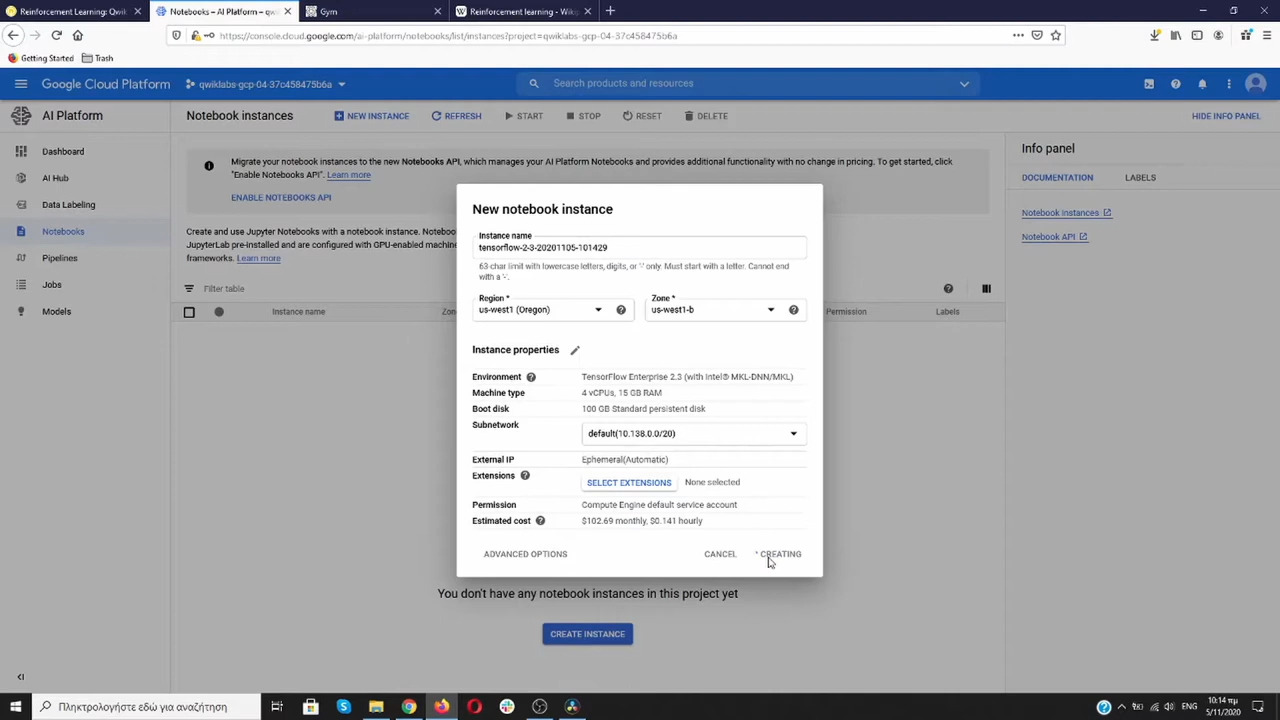 Reinforcement Learning: Qwik
Notebooks – AI Platform – qwi
Gym
Reinforcement learning - Wikip
https://console.cloud.google.com/ai-platform/notebooks/list/instances?project=qwiklabs-gcp-04-37c458475b6a
Getting Started
Trash
Google Cloud Platform
qwiklabs-gcp-04-37c458475b6a
Search products and resources
AI Platform
Notebook instances
NEW INSTANCE
REFRESH
START
STOP
RESET
DELETE
HIDE INFO PANEL
Dashboard
AI Hub
Data Labeling
Notebooks
Pipelines
Jobs
Models
Migrate your notebook instances to the new Notebooks API, which manages your AI Platform Notebooks and provides additional functionality with no change in pricing. To get started, click
"Enable Notebooks API". Learn more
ENABLE NOTEBOOKS API
Create and use Jupyter Notebooks with a notebook instance. Notebo
JupyterLab pre-installed and are configured with GPU-enabled machine
frameworks. Learn more
Filter table
Instance name
Zon
Permission
Labels
New notebook instance
Instance name
tensorflow-2-3-20201105-101429
63-char limit with lowercase letters, digits, or '-' only. Must start with a letter. Cannot end
with a '-'.
Region *
us-west1 (Oregon)
Zone *
us-west1-b
Instance properties
Environment
TensorFlow Enterprise 2.3 (with Intel® MKL-DNN/MKL)
Machine type
4 vCPUs, 15 GB RAM
Boot disk
100 GB Standard persistent disk
Subnetwork
default(10.138.0.0/20)
External IP
Ephemeral(Automatic)
Extensions
SELECT EXTENSIONS
None selected
Permission
Compute Engine default service account
Estimated cost
$102.69 monthly, $0.141 hourly
ADVANCED OPTIONS
CANCEL
CREATING
You don't have any notebook instances in this project yet
CREATE INSTANCE
Info panel
DOCUMENTATION
LABELS
Notebook Instances
Notebook API
Πληκτρολογήστε εδώ για αναζήτηση
10:14 πμ
5/11/2020